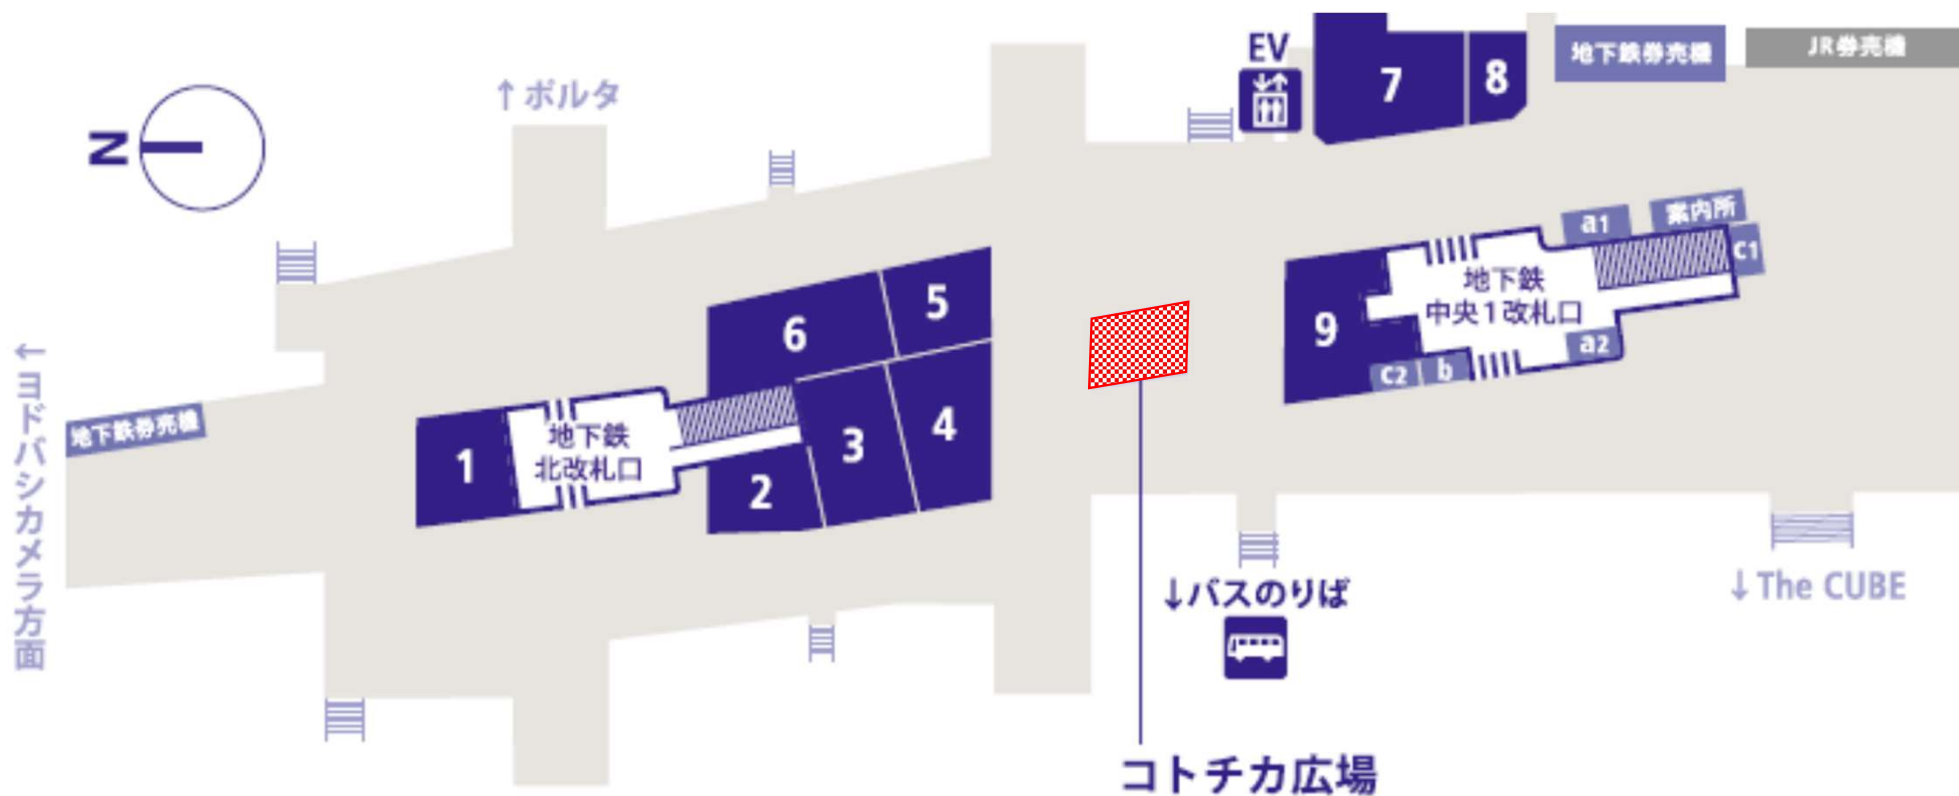 EV
7
8
地下鉄券売機
JR券売機
N
↑ポルタ
a1
案内所
c1
地下鉄
中央1改札口
9
a2
c2
b
5
6
←ヨドバシカメラ方面
地下鉄券売機
1
地下鉄
北改札口
2
3
4
↓バスのりば
↓The CUBE
コトチカ広場